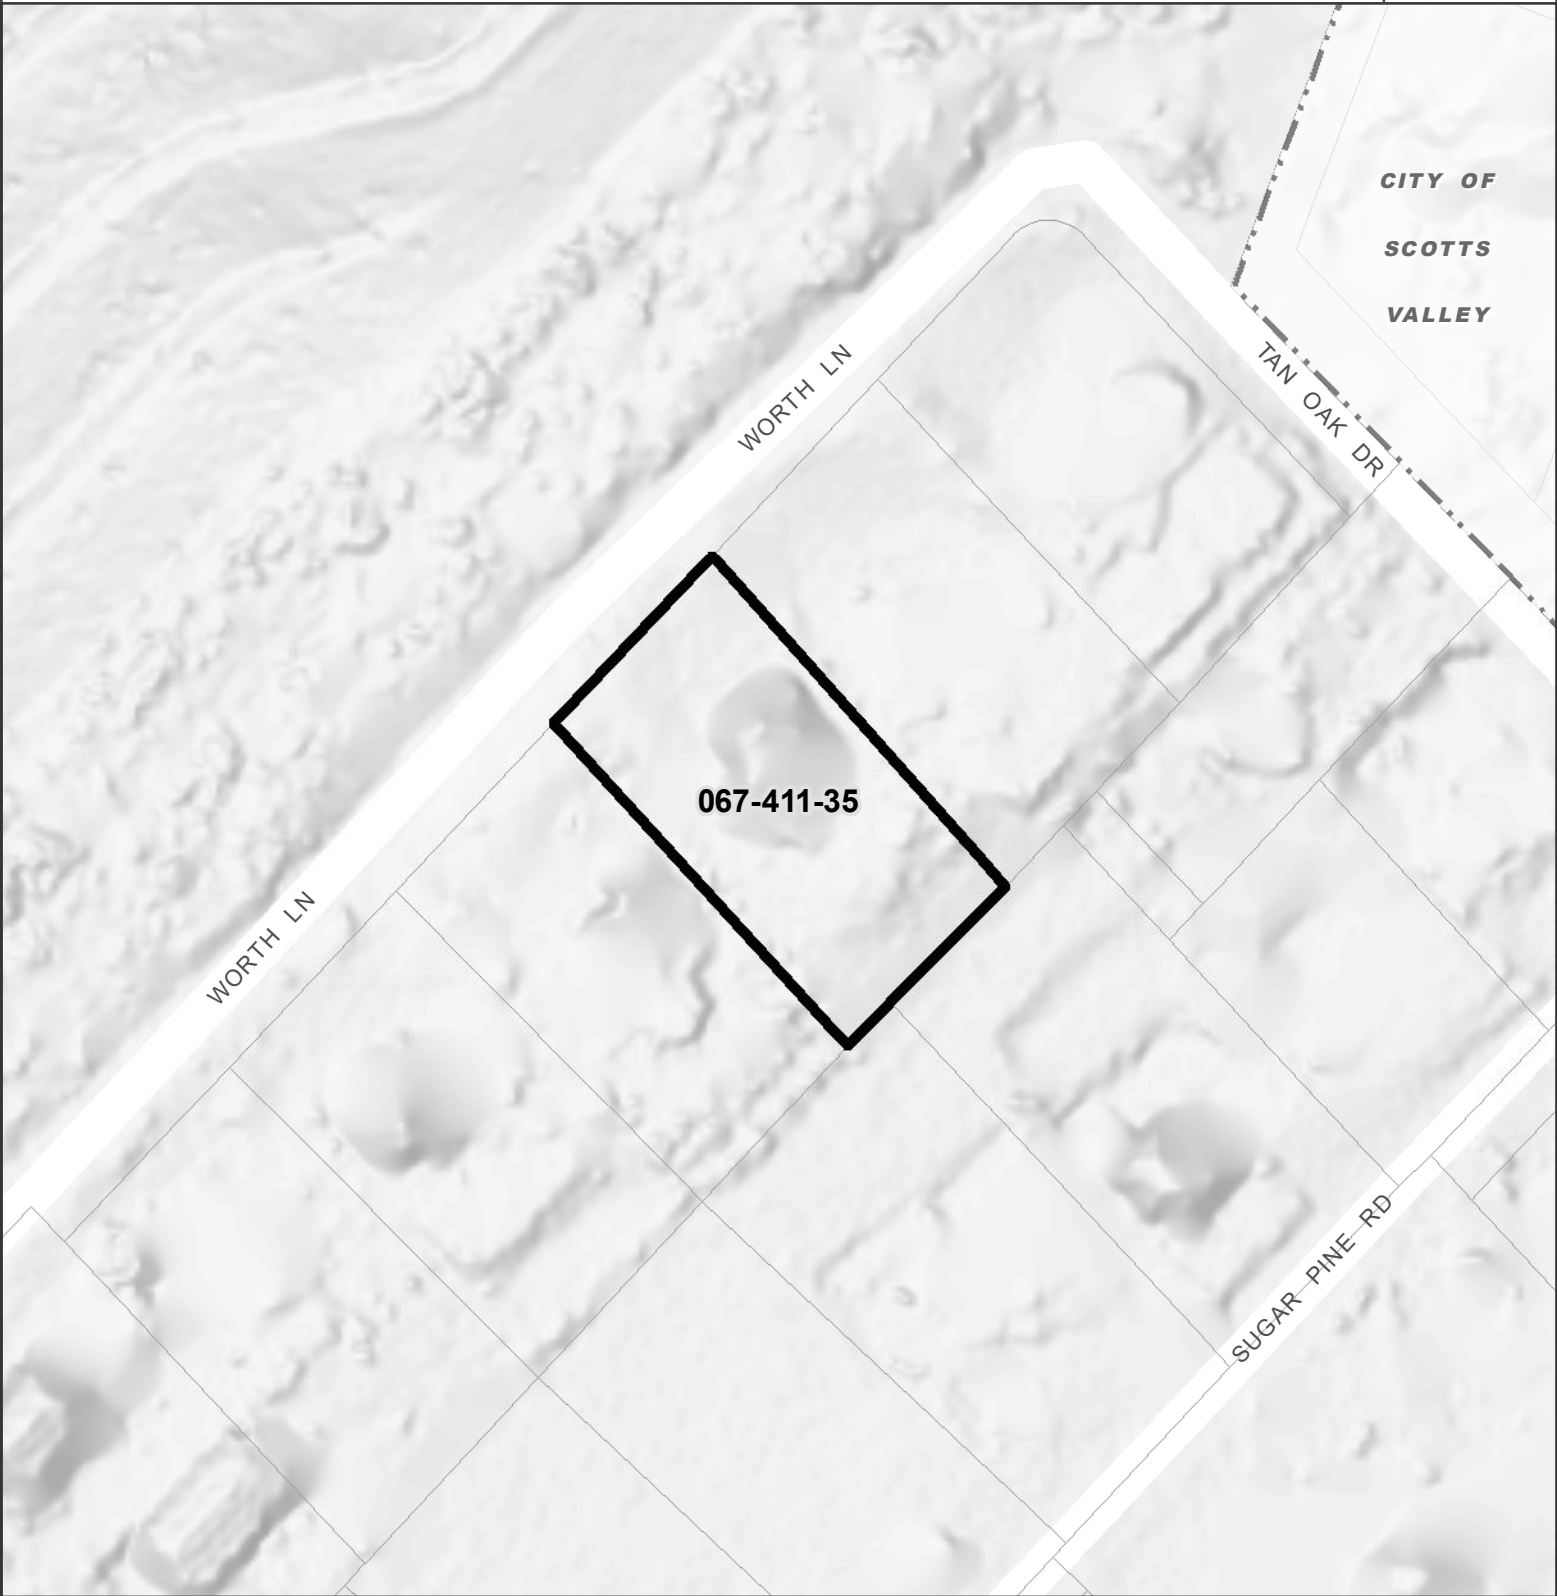 CITY OF
SCOTTS
VALLEY
WORTH LN
TAN OAK DR
067-411-35
WORTH LN
SUGAR PINE RD